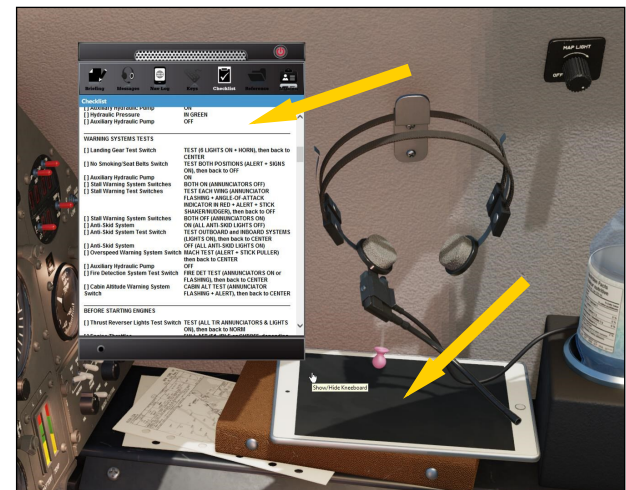 MAP LIGHT
OFF
Briefing Messages Nav Log Keys Checklist Reference
Checklist
[ ] Auxiliary Hydraulic Pump ON
[ ] Hydraulic Pressure IN GREEN
[ ] Auxiliary Hydraulic Pump OFF
WARNING SYSTEMS TESTS
[ ] Landing Gear Test Switch TEST (6 LIGHTS ON + HORN), then back to
CENTER
[ ] No Smoking/Seat Belts Switch TEST BOTH POSITIONS (ALERT + SIGNS
ON), then back to OFF
[ ] Auxiliary Hydraulic Pump ON
[ ] Stall Warning System Switches BOTH ON (ANNUNCIATORS OFF)
[ ] Stall Warning Test Switches TEST EACH WING (ANNUNCIATOR
FLASHING + ANGLE-OF-ATTACK
INDICATOR IN RED + ALERT + STICK
SHAKER/NUDGER), then back to OFF
[ ] Stall Warning System Switches BOTH OFF (ANNUNCIATORS ON)
[ ] Anti-Skid System ON (ALL ANTI-SKID LIGHTS OFF)
[ ] Anti-Skid System Test Switch TEST OUTBOARD and INBOARD SYSTEMS
(LIGHTS ON), then back to CENTER
[ ] Anti-Skid System OFF (ALL ANTI-SKID LIGHTS ON)
[ ] Overspeed Warning System Switch MACH TEST (ALERT + STICK PULLER)
then back to CENTER
[ ] Auxiliary Hydraulic Pump OFF
[ ] Fire Detection System Test Switch FIRE DET TEST (ANNUNCIATORS ON or
FLASHING), then back to CENTER
[ ] Cabin Altitude Warning System CABIN ALT TEST (ANNUNCIATOR
Switch FLASHING + ALERT), then back to CENTER
BEFORE STARTING ENGINES
[ ] Thrust Reverser Lights Test Switch TEST (ALL T/R ANNUNCIATORS & LIGHTS
ON), then back to NORM
Show/Hide Kneeboard